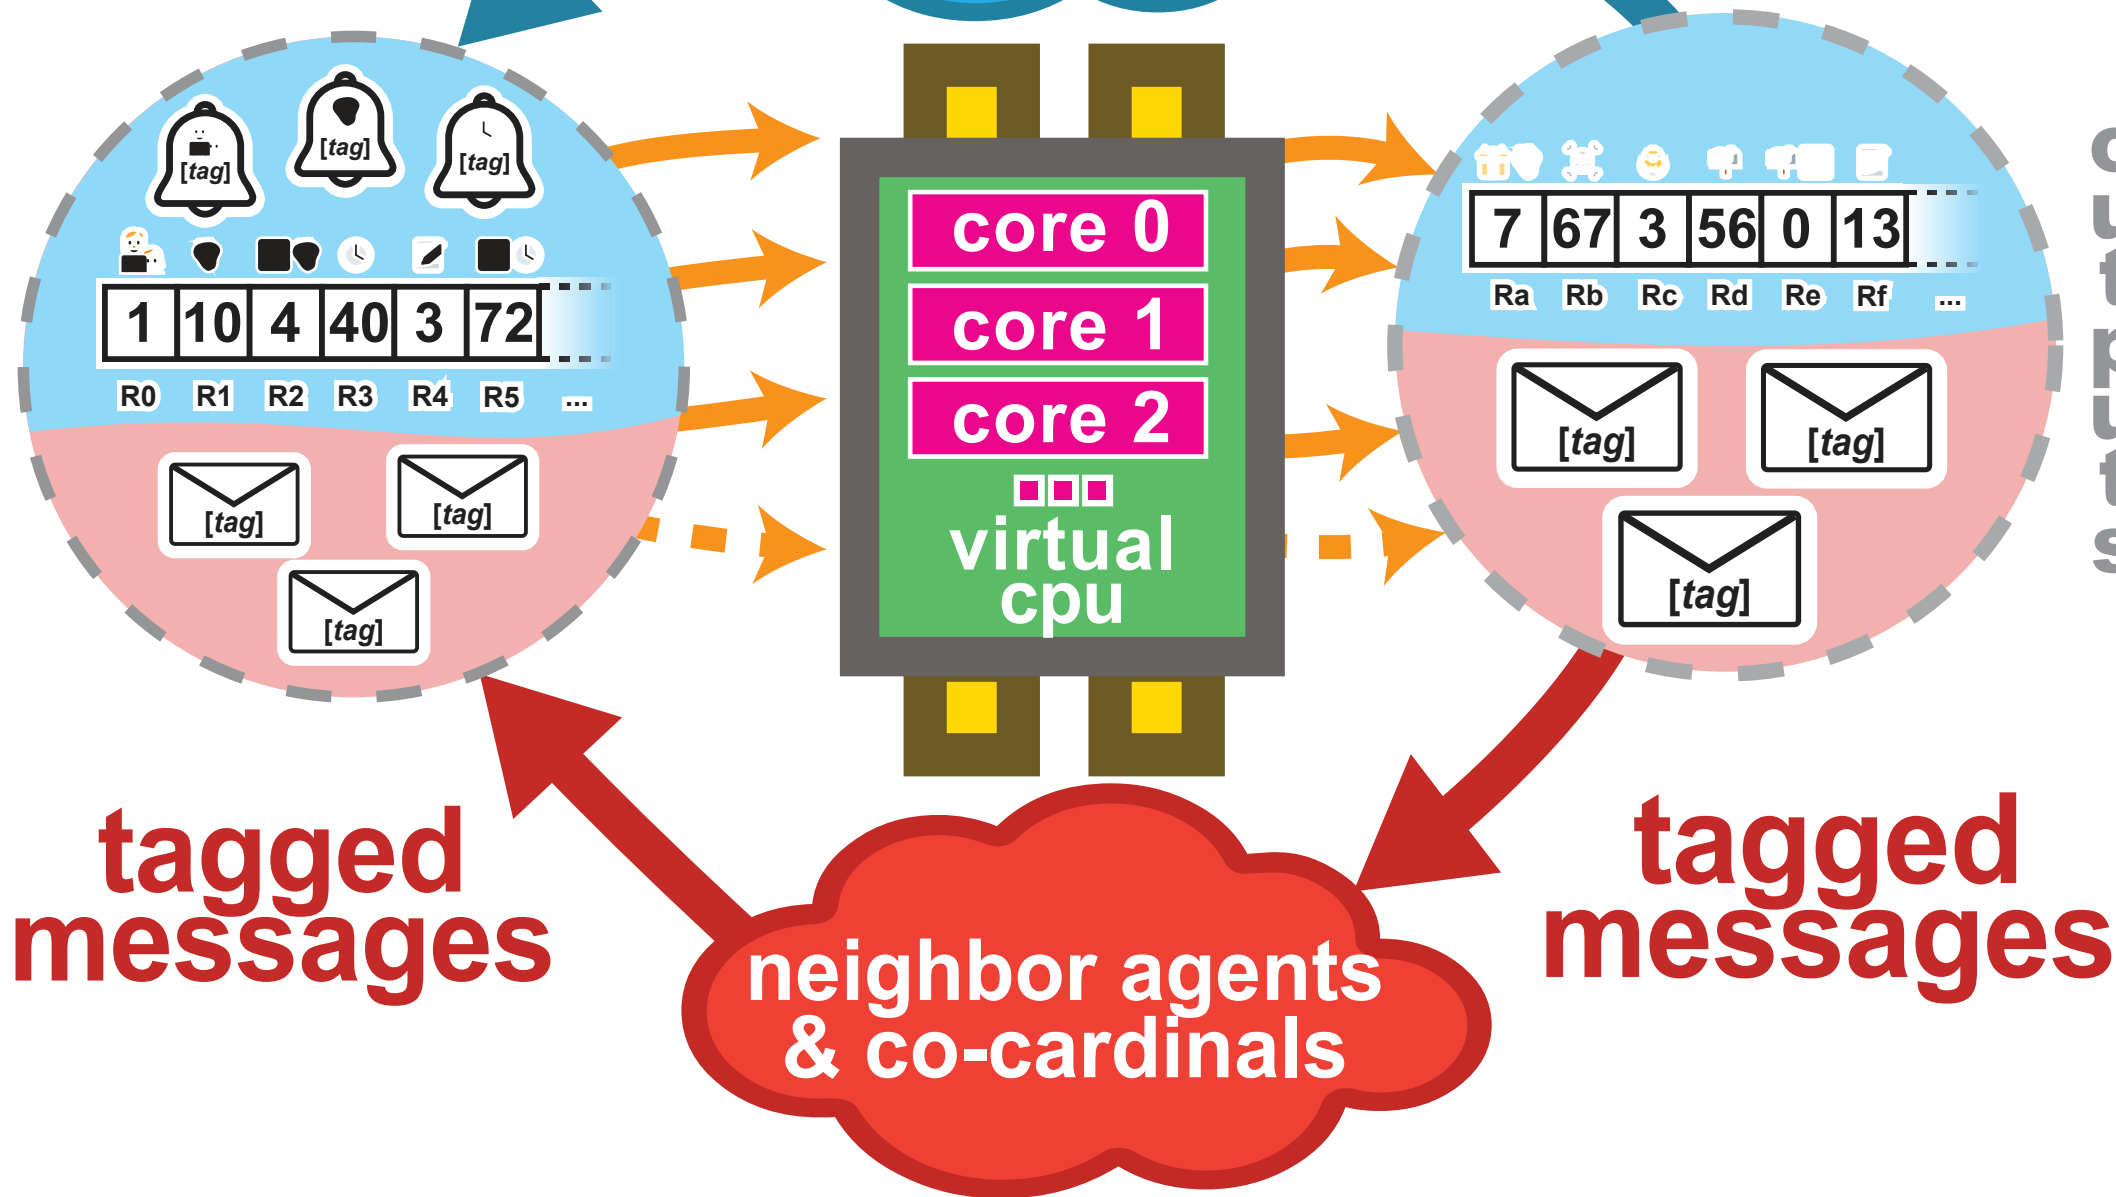 [tag]
[tag]
[tag]
1 10 4 40 3 72
R0 R1 R2 R3 R4 R5 ...
[tag]
[tag]
[tag]
tagged
messages
core 0
core 1
core 2
virtual
cpu
neighbor agents
& co-cardinals
7 67 3 56 0 13
Ra Rb Rc Rd Re Rf ...
[tag]
[tag]
[tag]
tagged
messages
o
u
t
p
u
t
s